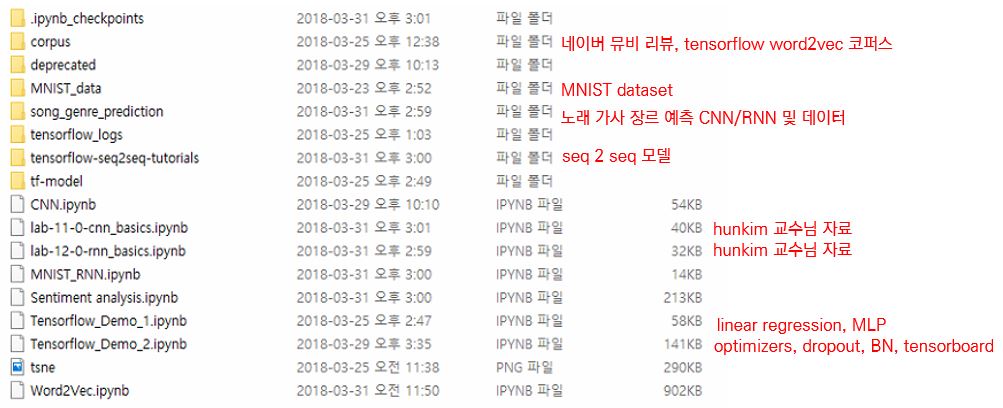 .ipynb_checkpoints 2018-03-31 오후 3:01 파일 폴더
corpus 2018-03-25 오후 12:38 파일 폴더 네이버 뮤비 리뷰, tensorflow word2vec 코퍼스
deprecated 2018-03-29 오후 10:13 파일 폴더
MNIST_data 2018-03-23 오후 2:52 파일 폴더 MNIST dataset
song_genre_prediction 2018-03-31 오후 2:59 파일 폴더 노래 가사 장르 예측 CNN/RNN 및 데이터
tensorflow_logs 2018-03-25 오후 1:03 파일 폴더
tensorflow-seq2seq-tutorials 2018-03-31 오후 3:00 파일 폴더 seq 2 seq 모델
tf-model 2018-03-25 오후 2:49 파일 폴더
CNN.ipynb 2018-03-29 오후 10:10 IPYNB 파일 54KB
lab-11-0-cnn_basics.ipynb 2018-03-31 오후 3:01 IPYNB 파일 40KB hunkim 교수님 자료
lab-12-0-rnn_basics.ipynb 2018-03-31 오후 2:59 IPYNB 파일 32KB hunkim 교수님 자료
MNIST_RNN.ipynb 2018-03-31 오후 3:00 IPYNB 파일 14KB
Sentiment analysis.ipynb 2018-03-31 오후 3:00 IPYNB 파일 213KB
Tensorflow_Demo_1.ipynb 2018-03-25 오후 2:47 IPYNB 파일 58KB linear regression, MLP
Tensorflow_Demo_2.ipynb 2018-03-29 오후 3:35 IPYNB 파일 141KB optimizers, dropout, BN, tensorboard
tsne 2018-03-25 오전 11:38 PNG 파일 290KB
Word2Vec.ipynb 2018-03-31 오전 11:50 IPYNB 파일 902KB